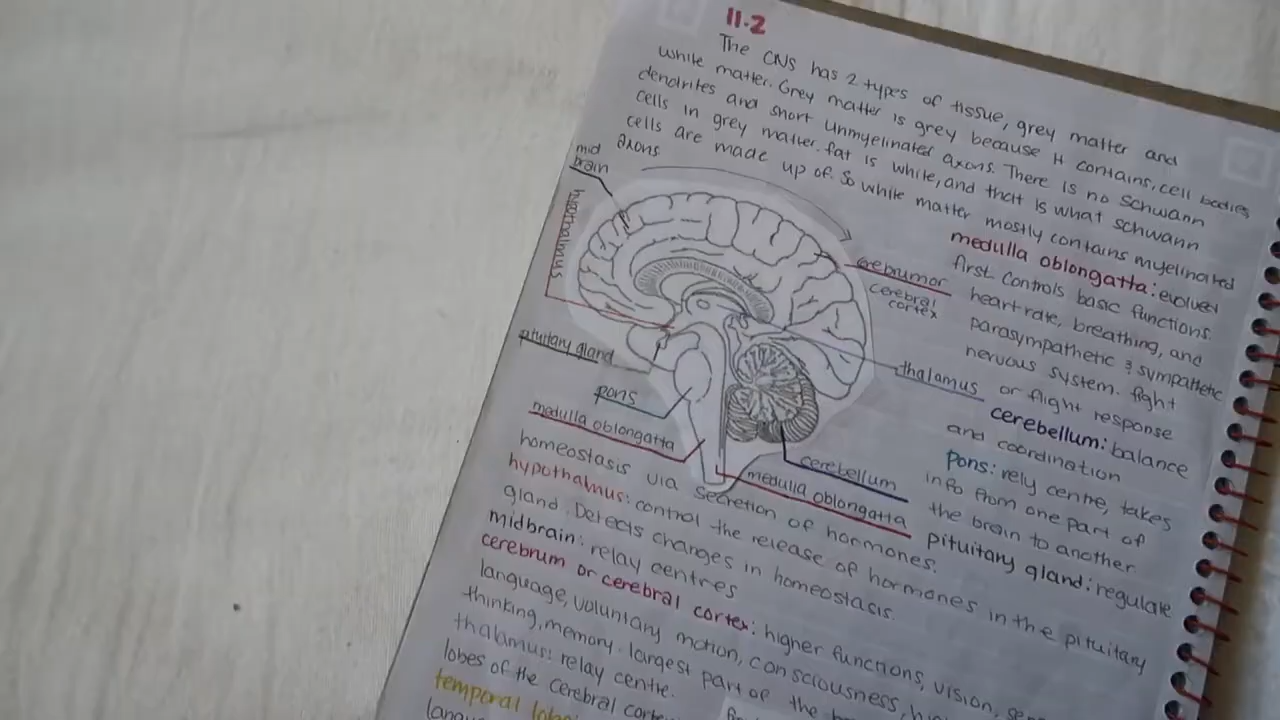 11.2
The CNS has 2 types of tissue, grey matter and
white matter. Grey matter is grey because it contains, cell bodies,
dendrites and short unmyelinated axons. There is no Schwann
cells in grey matter. fat is white, and that is what schwann
cells are made up of. So white matter mostly contains myelinated
axons
mid
brain
hypothalmus
pituitary gland
pons
medulla oblongatta
cerebrumor
cerebral
cortex
thalamus
cerebellum
medulla oblongatta
medulla oblongatta: evolved
first. controls basic functions.
heart rate, breathing, and
parasympathetic & sympathetic
nervous system. fight
or flight response
cerebellum: balance
and coordination
Pons: rely centre, takes
info from one part of
the brain to another.
pituitary gland: regulate
homeostasis via secretion of hormones.
hypothalmus: control the release of hormones in the pituitary
gland. Detects changes in homeostasis.
midbrain: relay centres
cerebrum or cerebral cortex: higher functions, vision,
language, voluntary motion, consciousness,
thinking, memory. largest part of the
thalamus: relay centre.
lobes of the cerebral
temporal